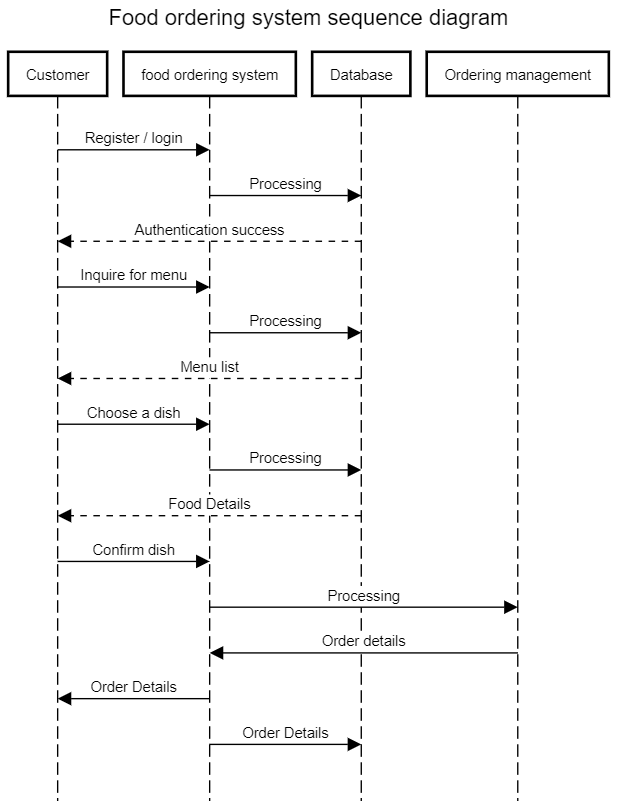 Food ordering system sequence diagram
Customer
food ordering system
Database
Ordering management
Register / login
Processing
Authentication success
Inquire for menu
Processing
Menu list
Choose a dish
Processing
Food Details
Confirm dish
Processing
Order details
Order Details
Order Details